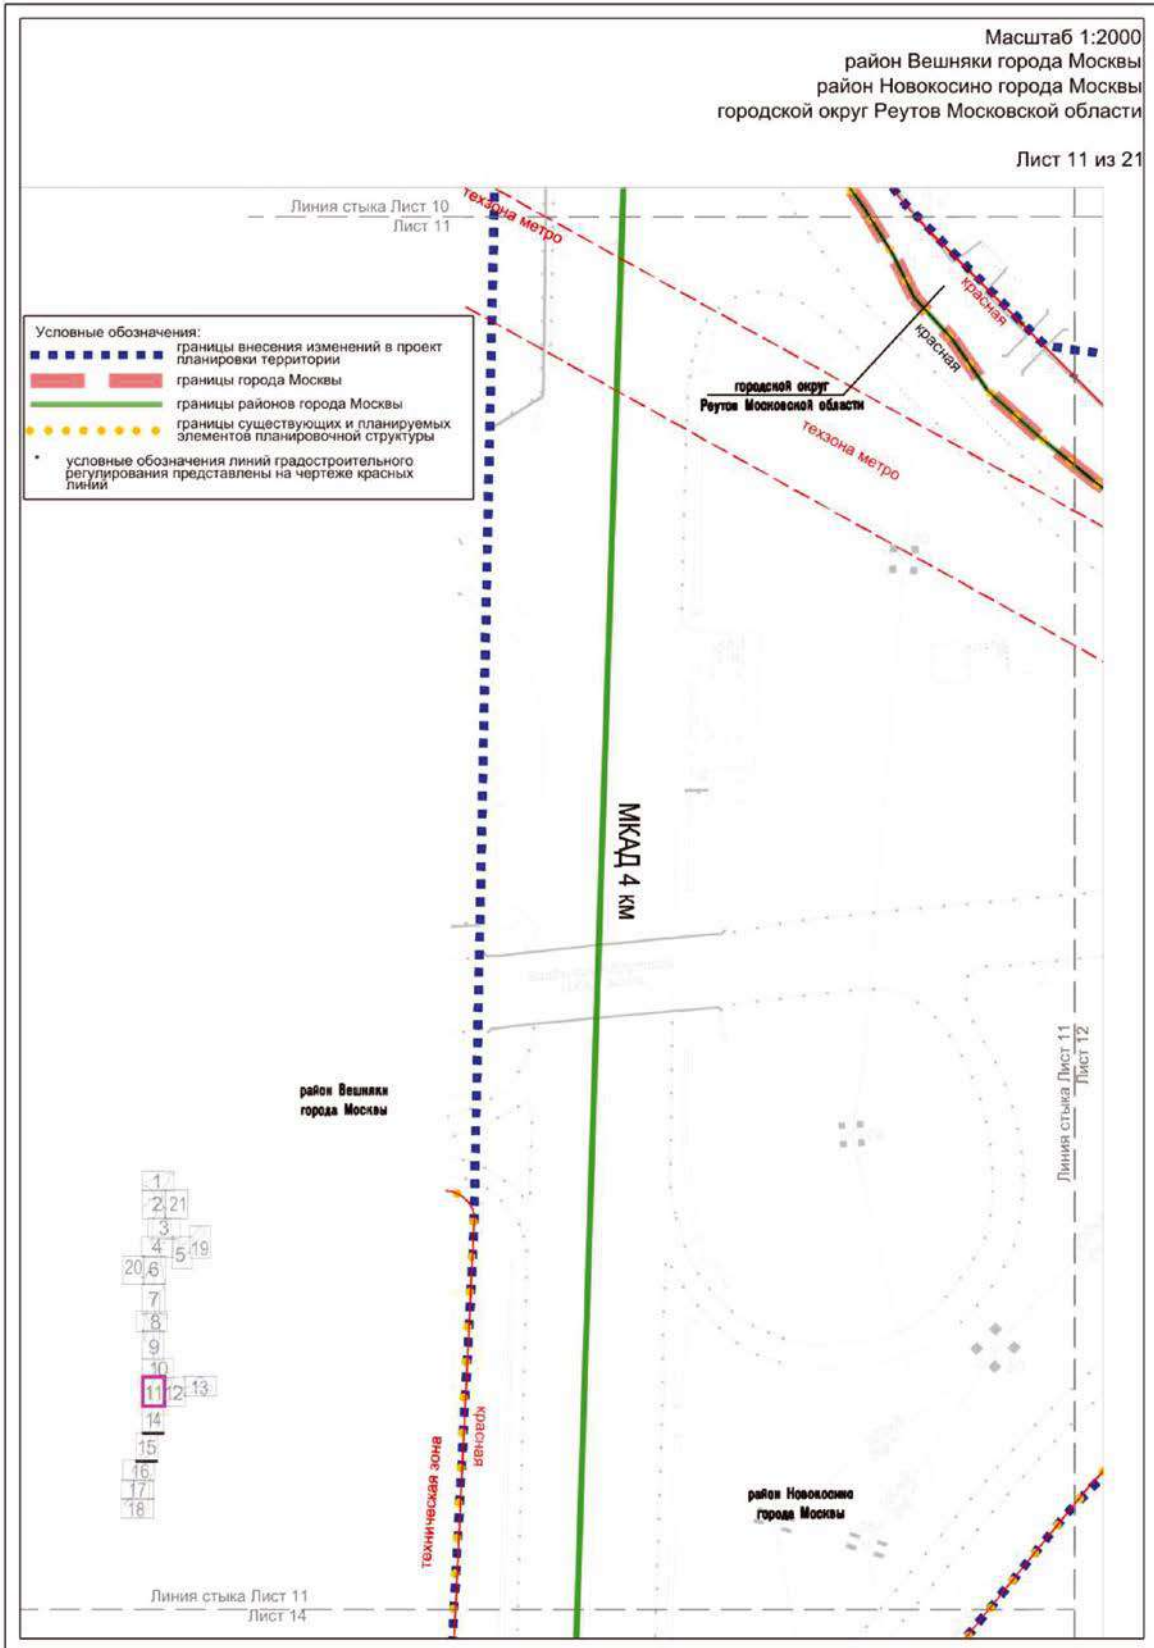 Масштаб 1:2000
район Вешняки города Москвы
район Новокосино города Москвы
городской округ Реутов Московской области
Лист 11 из 21
Линия стыка Лист 10
Лист 11
техзона метро
Условные обозначения:
границы внесения изменений в проект
планировки территории
границы города Москвы
границы районов города Москвы
границы существующих и планируемых
элементов планировочной структуры
условные обозначения линий градостроительного
регулирования представлены на чертеже красных
линий
красная
красная
городской округ
Реутов Московской области
техзона метро
МКАД 4 км
Линия стыка Лист 11
Лист 12
район Вешняки
города Москвы
1
2 21
3
4 5 19
20 6
7
8
9
10
11 12 13
14
15
16
17
18
техническая зона
красная
район Новокосино
города Москвы
Линия стыка Лист 11
Лист 14